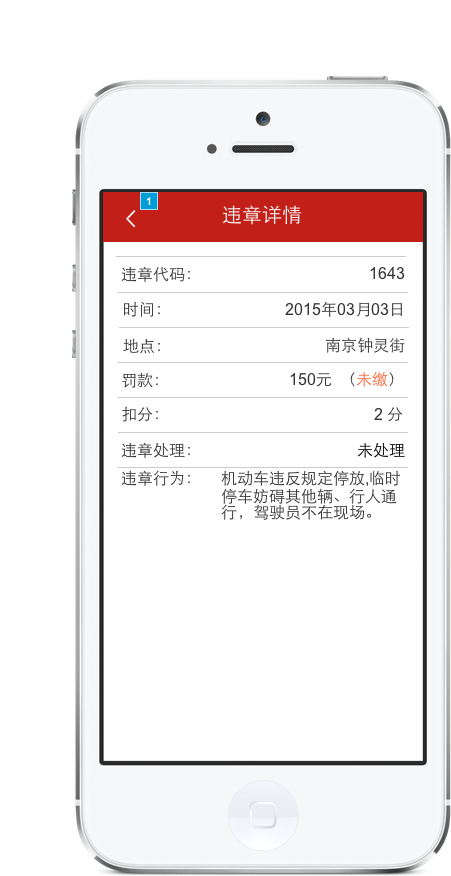 1
违章详情
违章代码： 1643
时间： 2015年03月03日
地点： 南京钟灵街
罚款： 150元 （未缴）
扣分： 2 分
违章处理： 未处理
违章行为： 机动车违反规定停放,临时
停车妨碍其他辆、行人通
行，驾驶员不在现场。